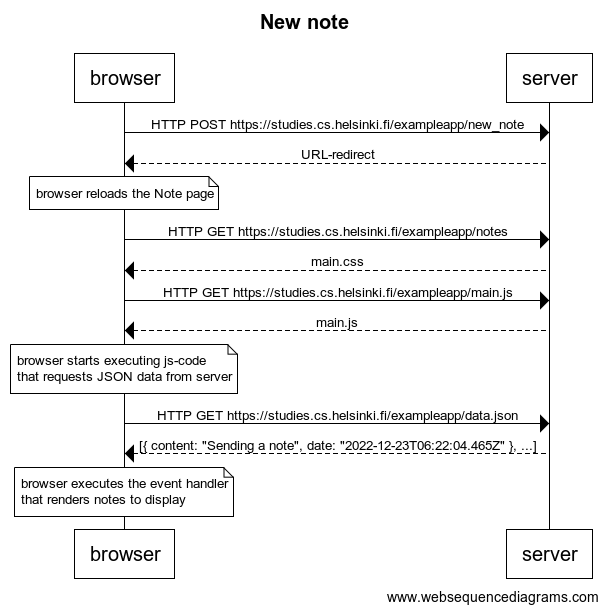 New note
browser
server
HTTP POST https://studies.cs.helsinki.fi/exampleapp/new_note
URL-redirect
browser reloads the Note page
HTTP GET https://studies.cs.helsinki.fi/exampleapp/notes
main.css
HTTP GET https://studies.cs.helsinki.fi/exampleapp/main.js
main.js
browser starts executing js-code
that requests JSON data from server
HTTP GET https://studies.cs.helsinki.fi/exampleapp/data.json
[{ content: "Sending a note", date: "2022-12-23T06:22:04.465Z" }, ...]
browser executes the event handler
that renders notes to display
browser
server
www.websequencediagrams.com